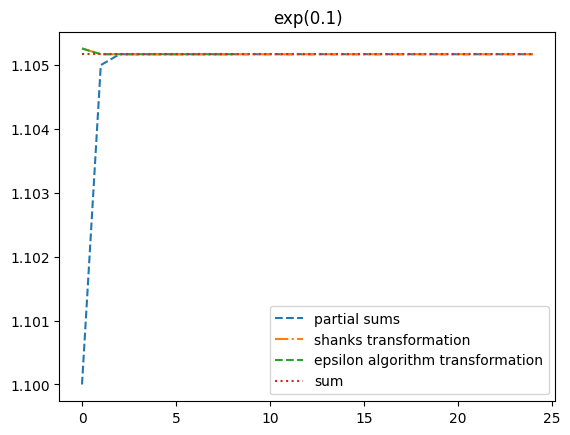 exp(0.1)
1.105
1.104
1.103
1.102
1.101
1.100
partial sums
shanks transformation
epsilon algorithm transformation
sum
0 5 10 15 20 25